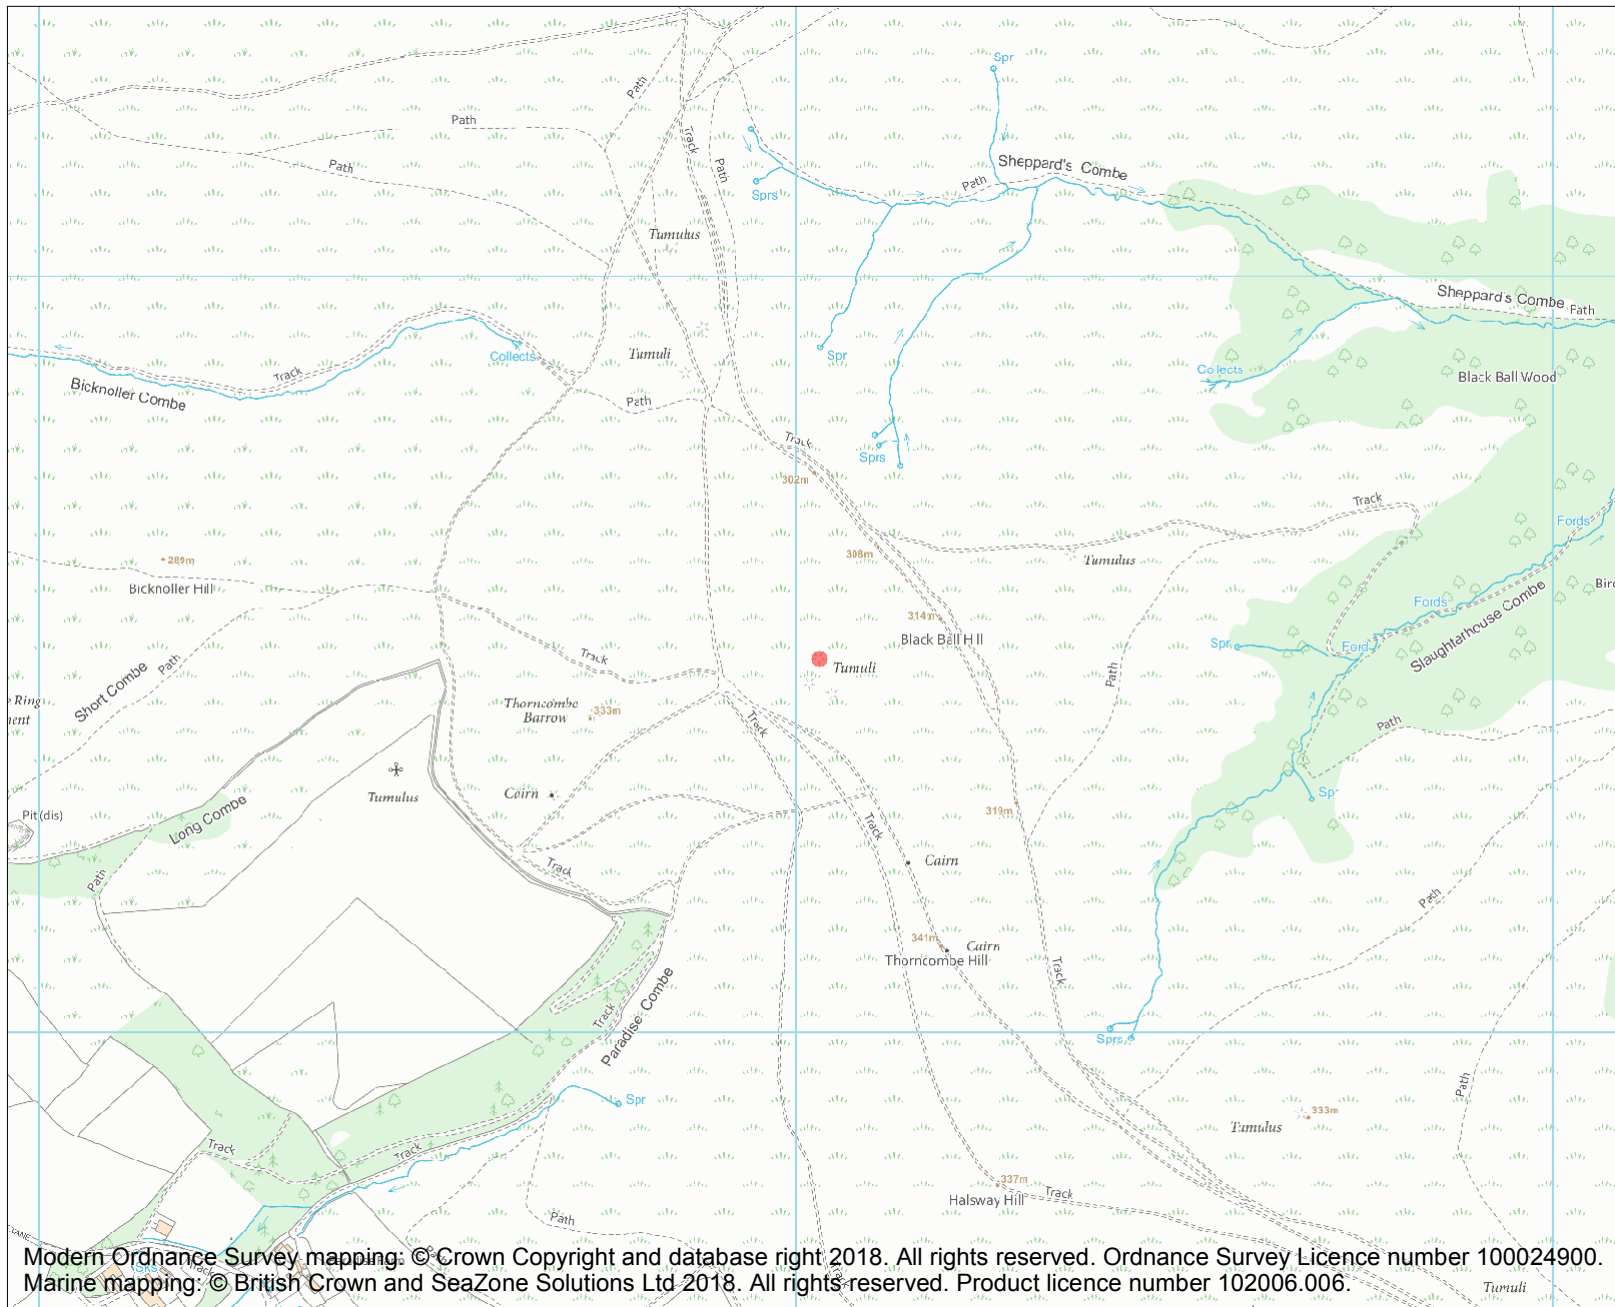 Spr
Path
Path
Track
Path
Path
Sheppard's Combe
Path
Sprs
Tumulus
Sheppard's Combe
Path
Tumuli
Spr
Collects
Track
Bicknoller Combe
Collects
Black Ball Wood
Path
Track
Sprs
302m
Track
Fords
308m
Tumulus
289m
Bicknoller Hill
Fords
314m
Black Ball Hill
Slaughterhouse Combe
Spr
Ford
Track
Tumuli
Path
Path
Short Combe
Ring
Thorncombe
Barrow
333m
Track
Path
Tumulus
Cairn
Spr
Long Combe
Pit (dis)
319m
Track
Cairn
Track
Path
Path
341m
Cairn
Thorncombe Hill
Track
Track
Paradise Combe
Sprs
Path
Spr
333m
Tumulus
Track
Track
337m
Halsway Hill
Track
Path
Modern Ordnance Survey mapping: © Crown Copyright and database right 2018. All rights reserved. Ordnance Survey Licence number 100024900.
Marine mapping: © British Crown and SeaZone Solutions Ltd 2018. All rights reserved. Product licence number 102006.006.
Tumuli